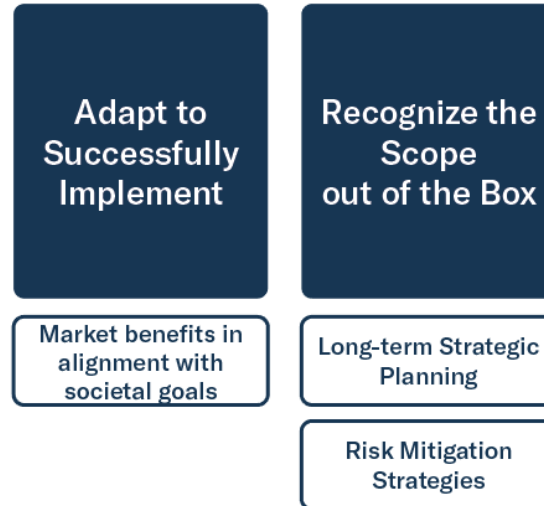 Adapt to
Successfully
Implement
Recognize the
Scope
out of the Box
Market benefits in
alignment with
societal goals
Long-term Strategic
Planning
Risk Mitigation
Strategies